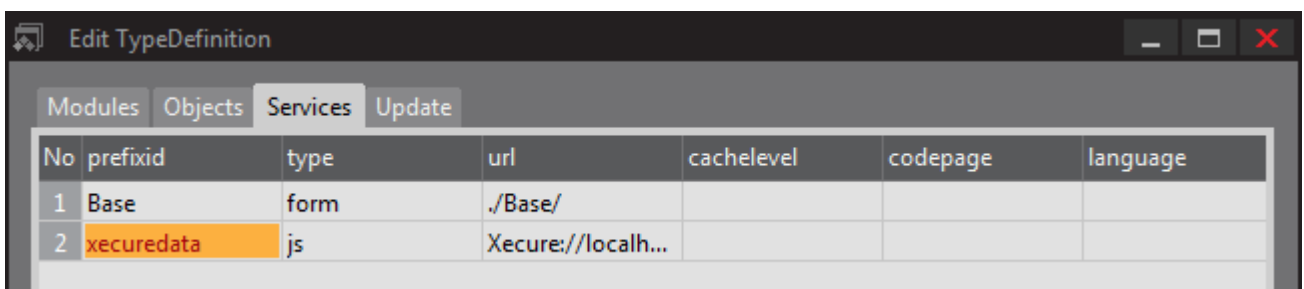 Edit TypeDefinition
Modules Objects Services Update
No prefixid type url cachelevel codepage language
1 Base form ./Base/
2 xecuredata js Xecure://localh...